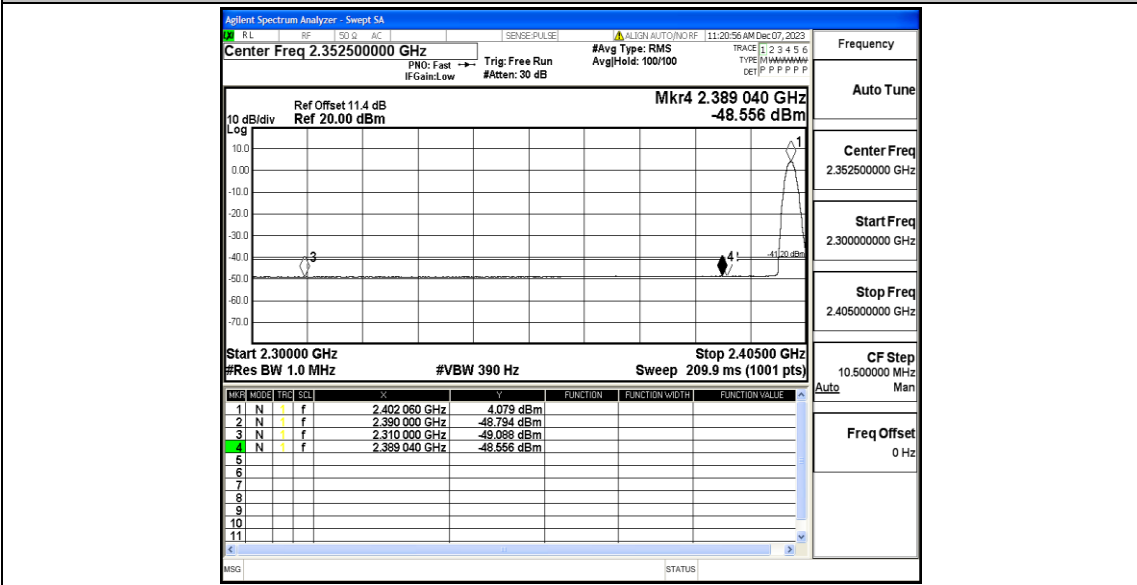 Agilent Spectrum Analyzer - Swept SA
RL RF 50 Ω AC SENSE:PULSE ALIGN AUTO/NO RF 11:20:56 AM Dec 07, 2023
Center Freq 2.352500000 GHz
PNO: Fast
IFGain:Low
Trig: Free Run
#Atten: 30 dB
#Avg Type: RMS
Avg|Hold: 100/100
TRACE 1 2 3 4 5 6
TYPE M
DET P P P P P P
Mkr4 2.389 040 GHz
-48.556 dBm
Ref Offset 11.4 dB
10 dB/div Ref 20.00 dBm
Log
10.0
0.00
-10.0
-20.0
-30.0
-40.0
-50.0
-60.0
-70.0
1
3
4
-41.20 dBm
Start 2.30000 GHz Stop 2.40500 GHz
#Res BW 1.0 MHz #VBW 390 Hz Sweep 209.9 ms (1001 pts)
MKR MODE TRC SCL X Y FUNCTION FUNCTION WIDTH FUNCTION VALUE
1 N 1 f 2.402 060 GHz 4.079 dBm
2 N 1 f 2.390 000 GHz -48.794 dBm
3 N 1 f 2.310 000 GHz -49.088 dBm
4 N 1 f 2.389 040 GHz -48.556 dBm
5
6
7
8
9
10
11
MSG STATUS
Frequency
Auto Tune
Center Freq
2.352500000 GHz
Start Freq
2.300000000 GHz
Stop Freq
2.405000000 GHz
CF Step
10.500000 MHz
Auto Man
Freq Offset
0 Hz